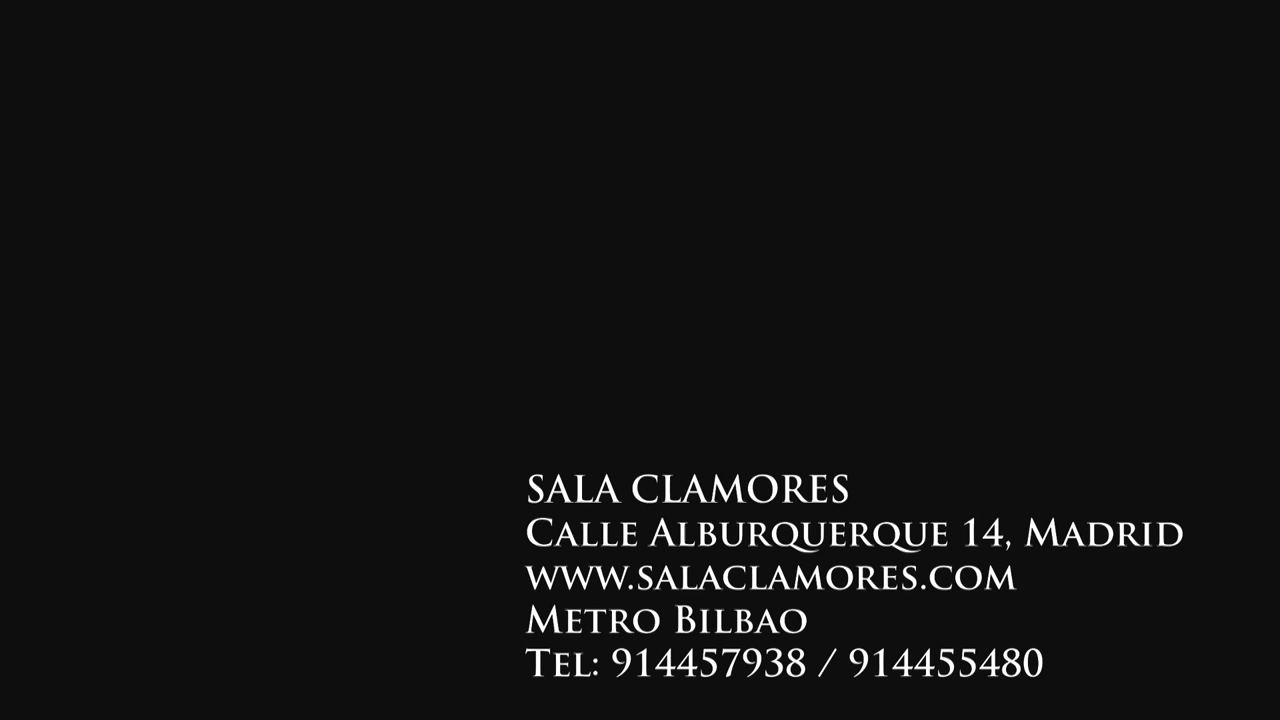 SALA CLAMORES
Calle Alburquerque 14, Madrid
www.salaclamores.com
Metro Bilbao
Tel: 914457938 / 914455480